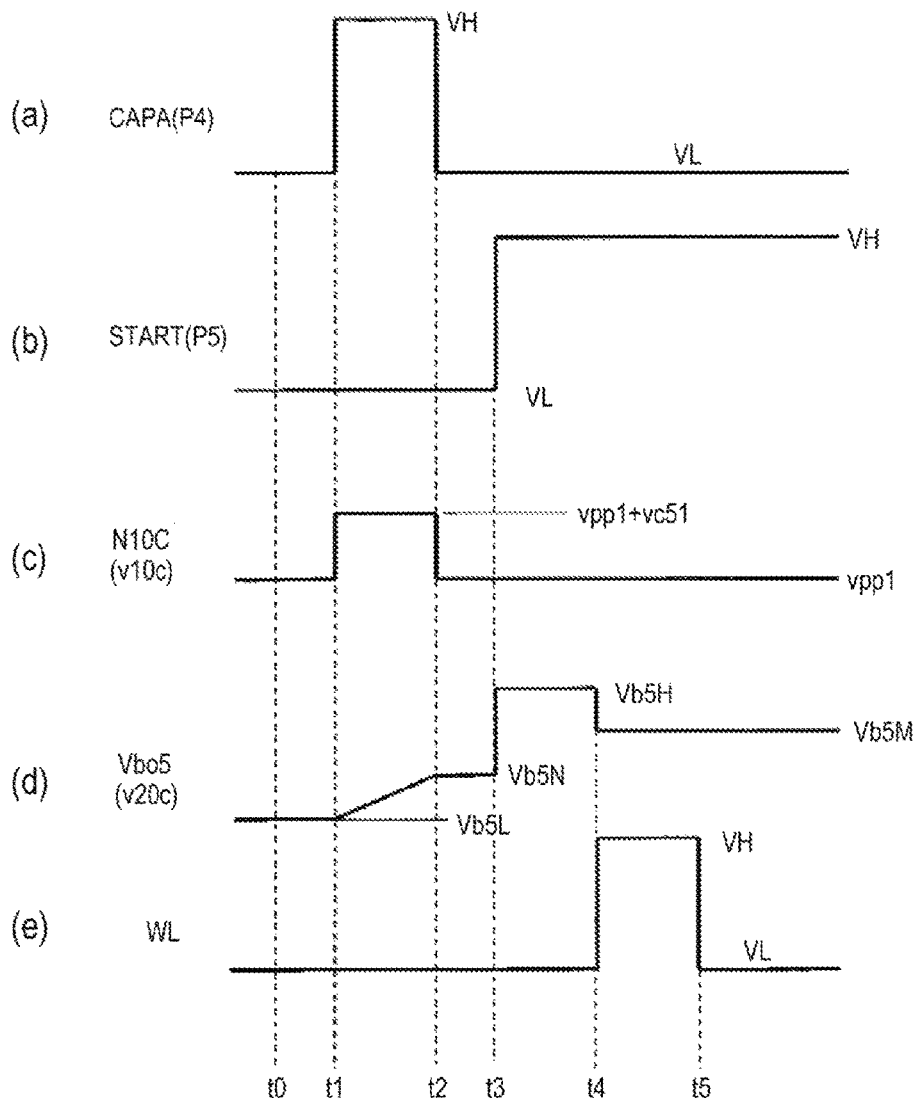 VH
(a) CAPA(P4)
VL
VH
(b) START(P5)
VL
vpp1+vc51
(c) N10C
(v10c)
vpp1
Vb5H
Vb5M
(d) Vbo5
(v20c)
Vb5N
Vb5L
VH
(e) WL
VL
t0 t1 t2 t3 t4 t5